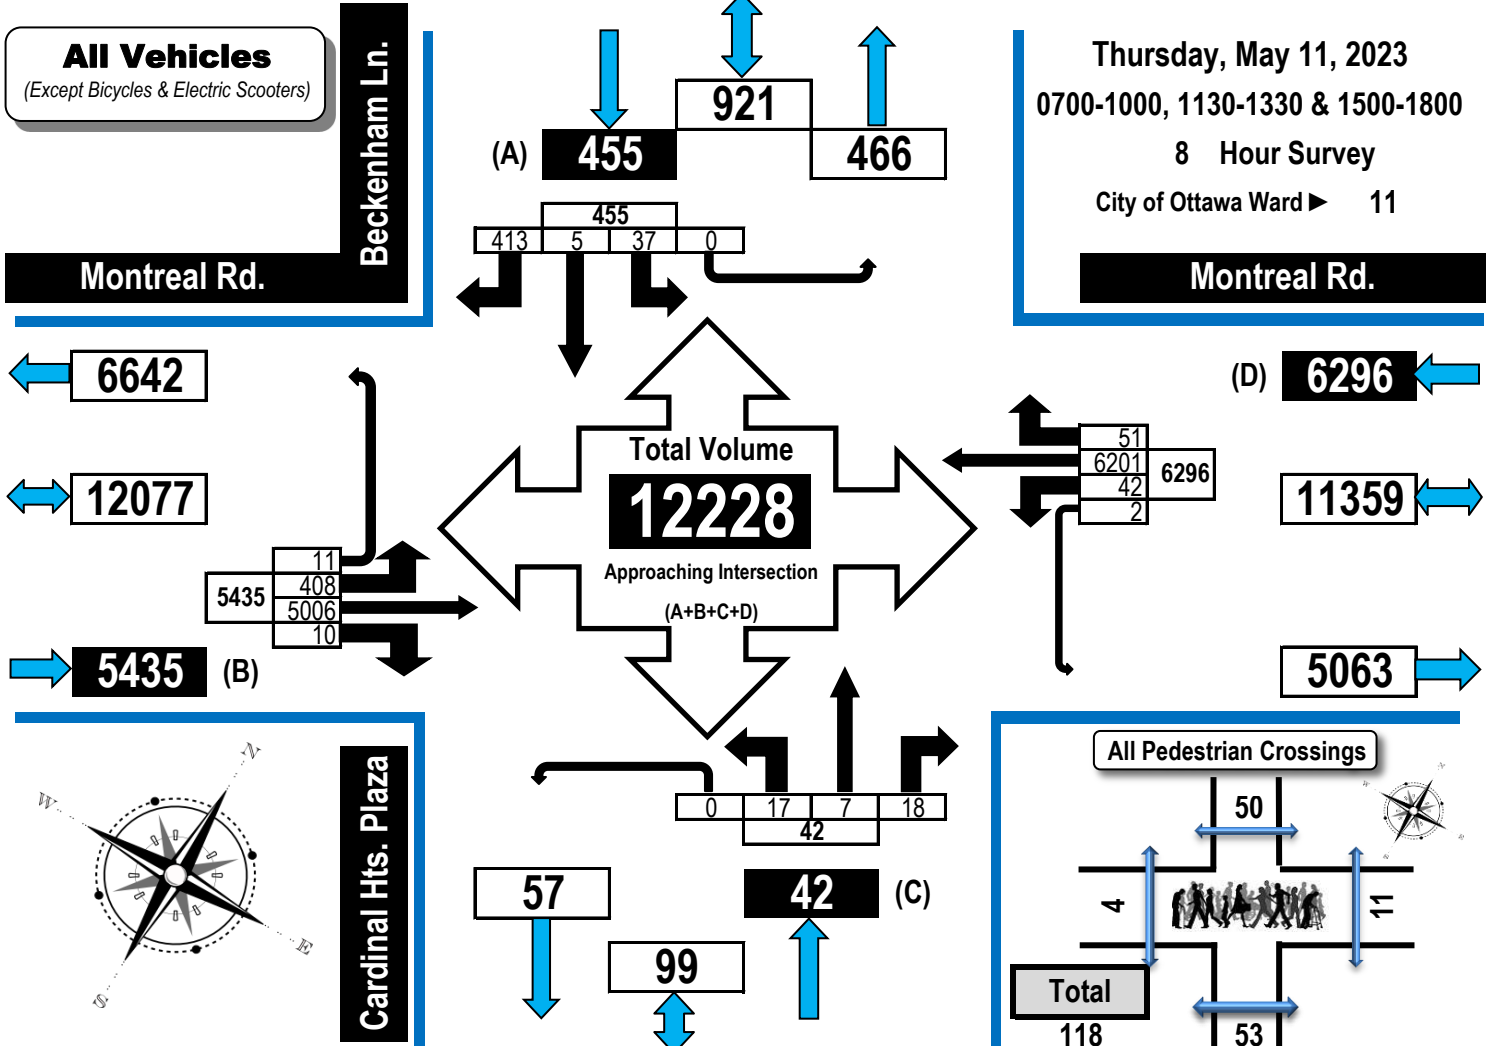 All Vehicles
(Except Bicycles & Electric Scooters)
Beckenham Ln.
Montreal Rd.
921
(A) 455
466
455
413 5 37 0
Thursday, May 11, 2023
0700-1000, 1130-1330 & 1500-1800
8 Hour Survey
City of Ottawa Ward ► 11
Montreal Rd.
6642
12077
11
408
5006
10
5435
5435 (B)
Total Volume
12228
Approaching Intersection
(A+B+C+D)
(D) 6296
51
6201
42
2
6296
11359
5063
Cardinal Hts. Plaza
N
W
E
S
0 17 7 18
42
57
42 (C)
99
All Pedestrian Crossings
50
4
11
53
Total
118